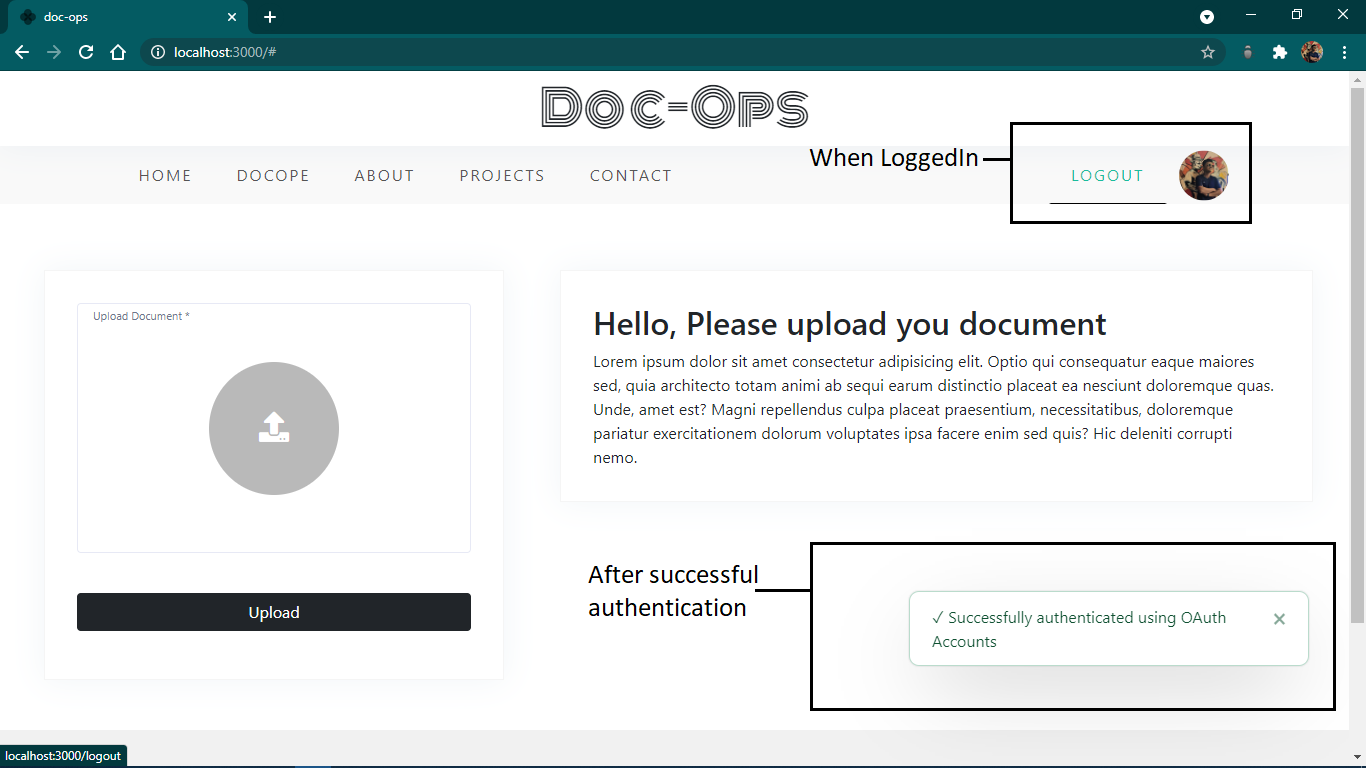 doc-ops
localhost:3000/#
Doc-Ops
When LoggedIn
HOME DOCOPE ABOUT PROJECTS CONTACT LOGOUT
Upload Document *
Upload
Hello, Please upload you document
Lorem ipsum dolor sit amet consectetur adipisicing elit. Optio qui consequatur eaque maiores
sed, quia architecto totam animi ab sequi earum distinctio placeat ea nesciunt doloremque quas.
Unde, amet est? Magni repellendus culpa placeat praesentium, necessitatibus, doloremque
pariatur exercitationem dolorum voluptates ipsa facere enim sed quis? Hic deleniti corrupti
nemo.
After successful
authentication
✓ Successfully authenticated using OAuth
Accounts
localhost:3000/logout